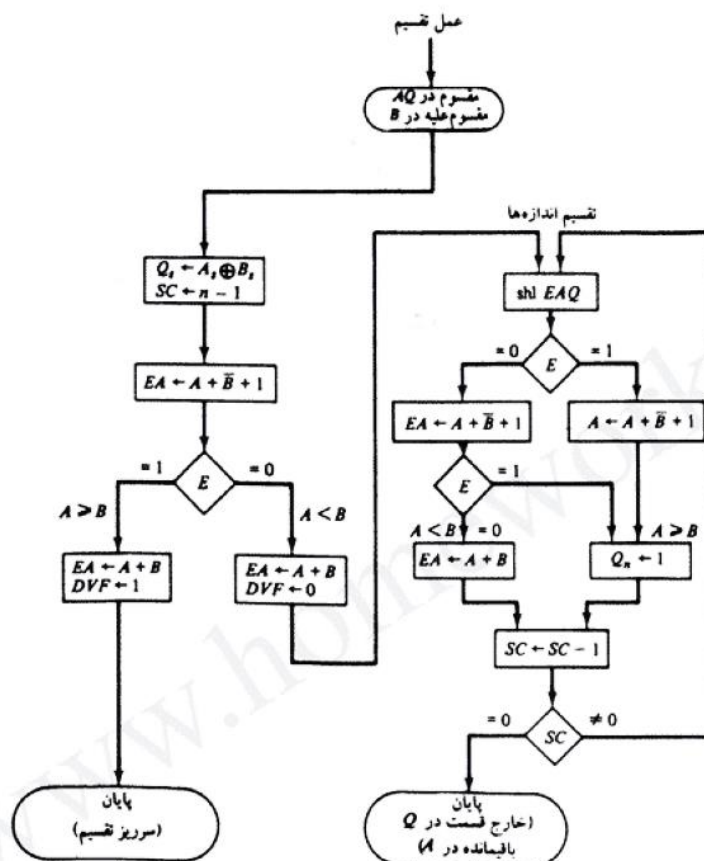 عمل تقسیم
مقسوم در AQ
مقسوم علیه در B
Qₛ ← Aₛ ⊕ Bₛ
SC ← n − 1
EA ← A + B̅ + 1
E
= 1
= 0
A ≥ B
A < B
EA ← A + B
DVF ← 1
EA ← A + B
DVF ← 0
پایان
(سرریز تقسیم)
تقسیم اندازه‌ها
shl EAQ
= 0
= 1
E
EA ← A + B̅ + 1
A ← A + B̅ + 1
E
= 1
A < B
= 0
A ≥ B
EA ← A + B
Qₙ ← 1
SC ← SC − 1
= 0
≠ 0
SC
پایان
(خارج قسمت در Q
باقیمانده در A)